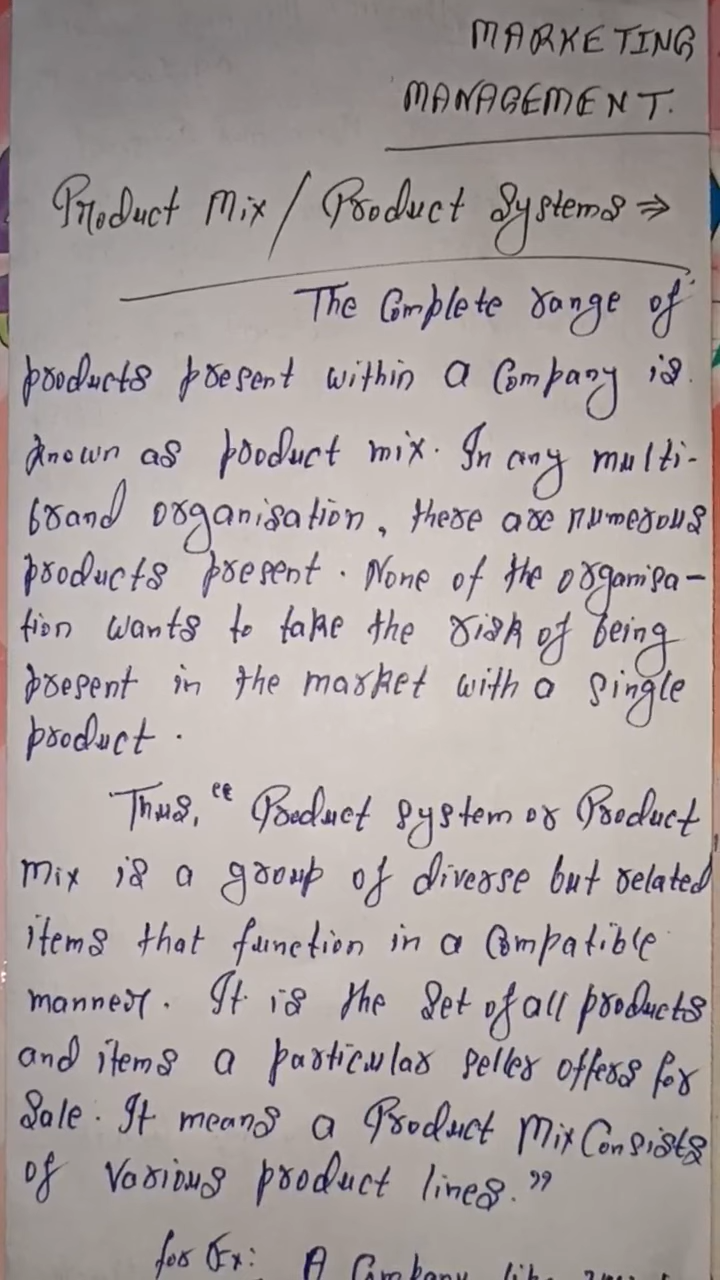 MARKETING
MANAGEMENT.
Product Mix / Product Systems ⇒
The Complete range of
products present within a Company is.
known as product mix. In any multi-
brand organisation, there are numerous
products present. None of the organisa-
tion wants to take the risk of being
present in the market with a single
product.
Thus, “ Product system or Product
Mix is a group of diverse but related
items that function in a Compatible
manner. It is the Set of all products
and items a particular seller offers for
Sale. It means a Product Mix Consists
of Various product lines.”
for Ex: A Company like